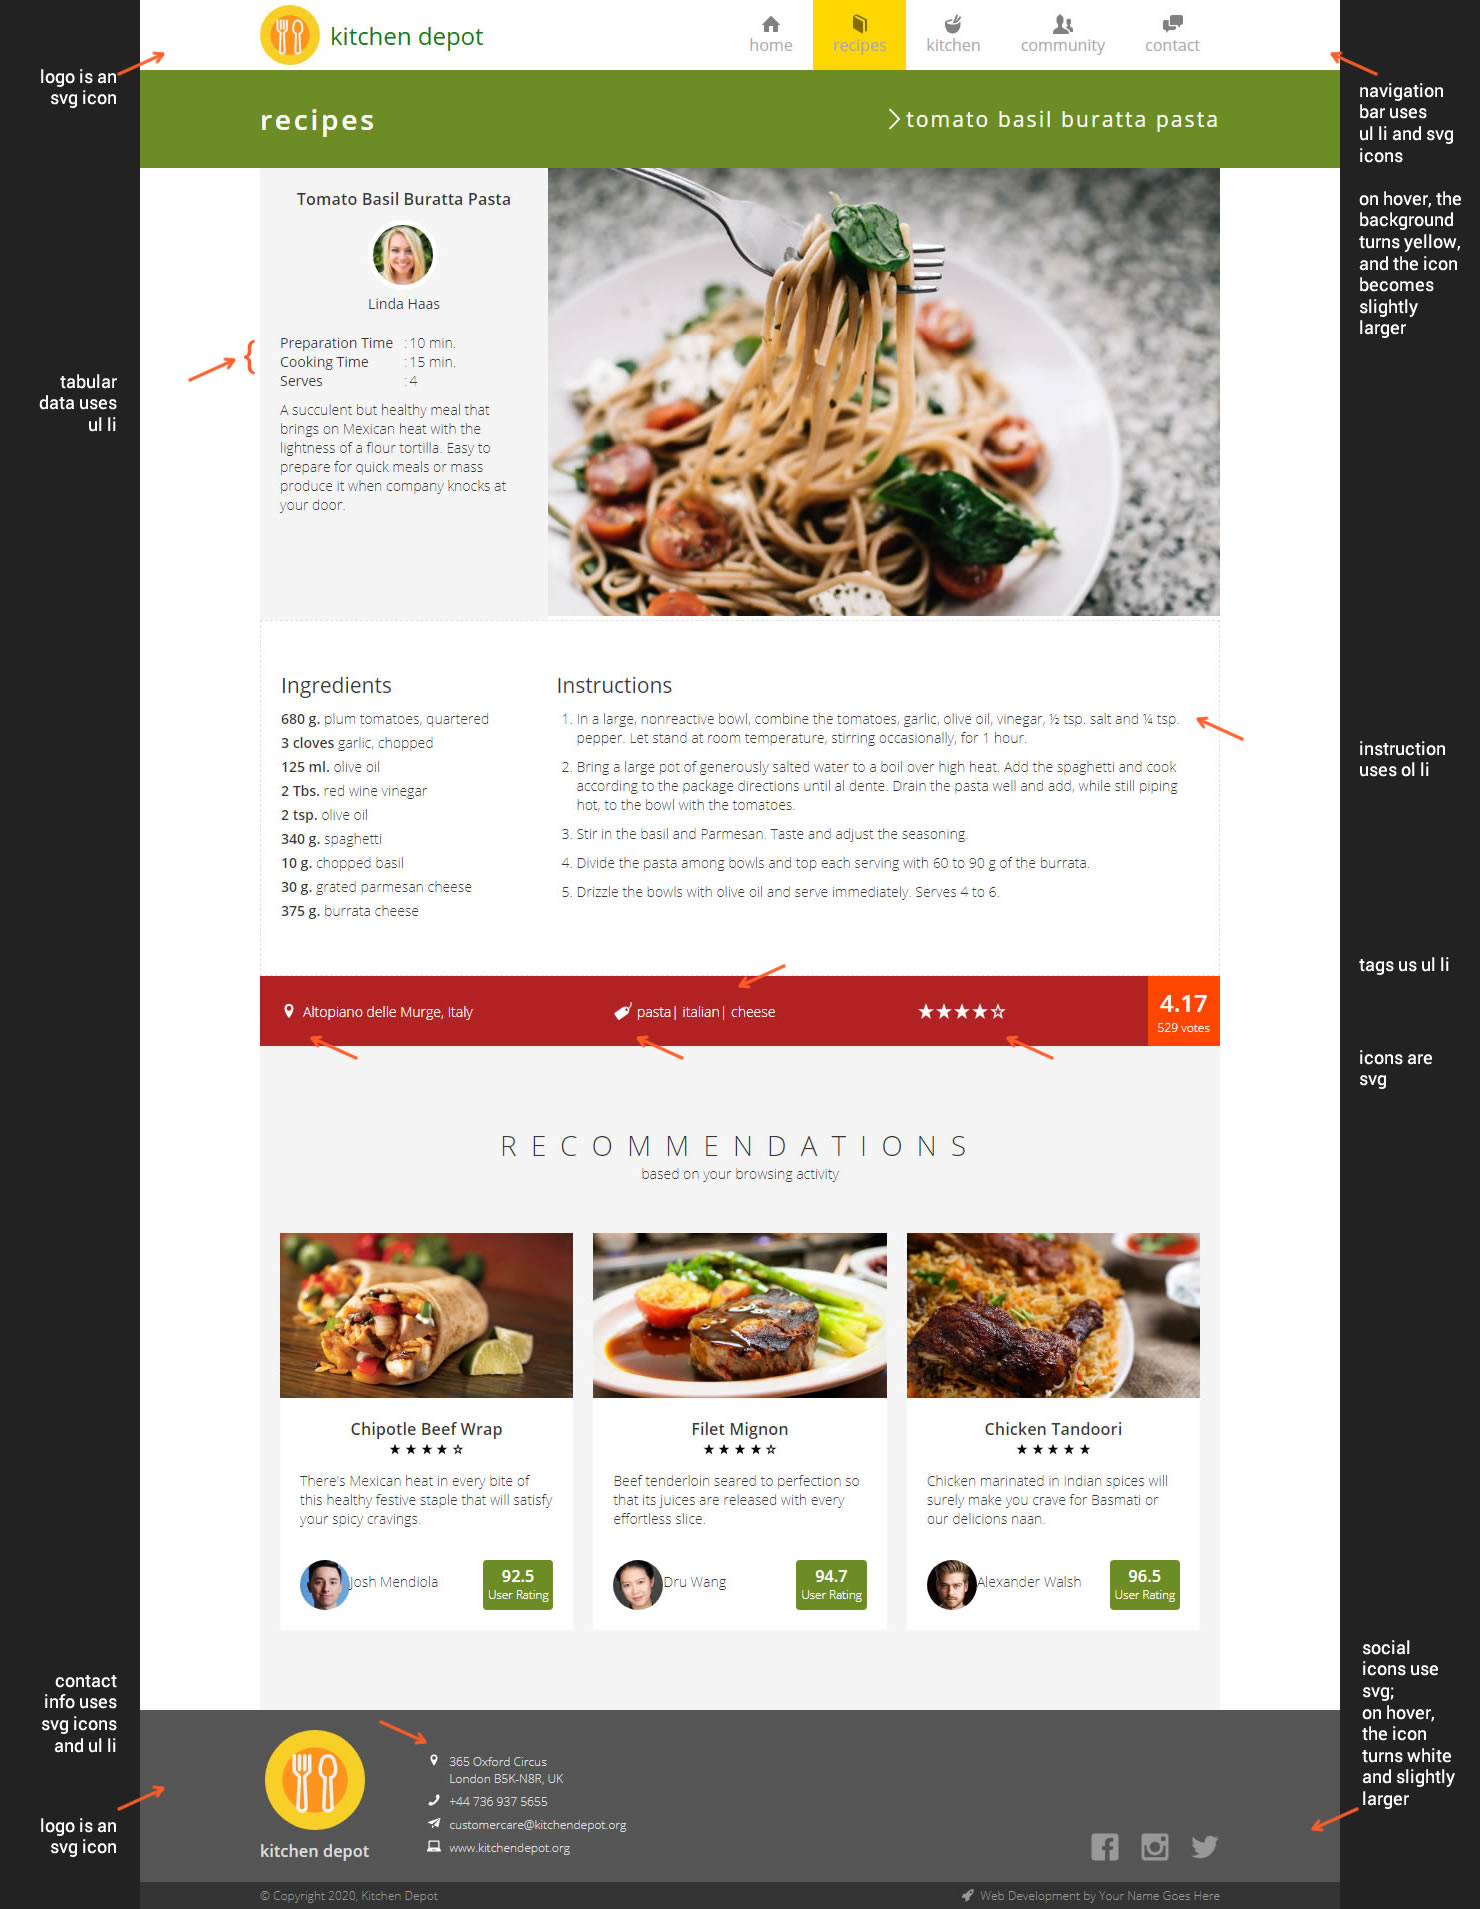 kitchen depot
home
recipes
kitchen
community
contact
logo is an
svg icon
navigation
bar uses
ul li and svg
icons
on hover, the
background
turns yellow,
and the icon
becomes
slightly
larger
recipes
tomato basil buratta pasta
Tomato Basil Buratta Pasta
Linda Haas
Preparation Time : 10 min.
Cooking Time : 15 min.
Serves : 4
tabular
data uses
ul li
A succulent but healthy meal that
brings on Mexican heat with the
lightness of a flour tortilla. Easy to
prepare for quick meals or mass
produce it when company knocks at
your door.
Ingredients
680 g. plum tomatoes, quartered
3 cloves garlic, chopped
125 ml. olive oil
2 Tbs. red wine vinegar
2 tsp. olive oil
340 g. spaghetti
10 g. chopped basil
30 g. grated parmesan cheese
375 g. burrata cheese
Instructions
1. In a large, nonreactive bowl, combine the tomatoes, garlic, olive oil, vinegar, ½ tsp. salt and ¼ tsp.
pepper. Let stand at room temperature, stirring occasionally, for 1 hour.
2. Bring a large pot of generously salted water to a boil over high heat. Add the spaghetti and cook
according to the package directions until al dente. Drain the pasta well and add, while still piping
hot, to the bowl with the tomatoes.
3. Stir in the basil and Parmesan. Taste and adjust the seasoning.
4. Divide the pasta among bowls and top each serving with 60 to 90 g of the burrata.
5. Drizzle the bowls with olive oil and serve immediately. Serves 4 to 6.
instruction
uses ol li
tags us ul li
Altopiano delle Murge, Italy
pasta| italian| cheese
4.17
529 votes
icons are
svg
RECOMMENDATIONS
based on your browsing activity
Chipotle Beef Wrap
There's Mexican heat in every bite of
this healthy festive staple that will satisfy
your spicy cravings.
Josh Mendiola
92.5
User Rating
Filet Mignon
Beef tenderloin seared to perfection so
that its juices are released with every
effortless slice.
Dru Wang
94.7
User Rating
Chicken Tandoori
Chicken marinated in Indian spices will
surely make you crave for Basmati or
our delicions naan.
Alexander Walsh
96.5
User Rating
contact
info uses
svg icons
and ul li
social
icons use
svg;
on hover,
the icon
turns white
and slightly
larger
logo is an
svg icon
kitchen depot
365 Oxford Circus
London B5K-N8R, UK
+44 736 937 5655
customercare@kitchendepot.org
www.kitchendepot.org
© Copyright 2020, Kitchen Depot
Web Development by Your Name Goes Here